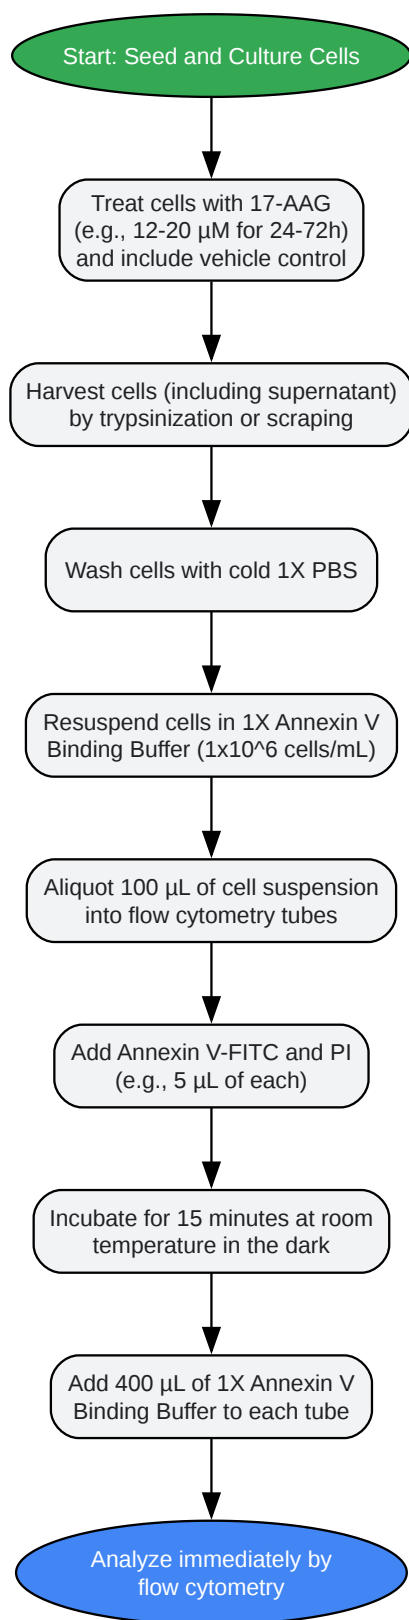 Start: Seed and Culture Cells
Treat cells with 17-AAG
(e.g., 12-20 µM for 24-72h)
and include vehicle control
Harvest cells (including supernatant)
by trypsinization or scraping
Wash cells with cold 1X PBS
Resuspend cells in 1X Annexin V
Binding Buffer (1x10^6 cells/mL)
Aliquot 100 µL of cell suspension
into flow cytometry tubes
Add Annexin V-FITC and PI
(e.g., 5 µL of each)
Incubate for 15 minutes at room
temperature in the dark
Add 400 µL of 1X Annexin V
Binding Buffer to each tube
Analyze immediately by
flow cytometry